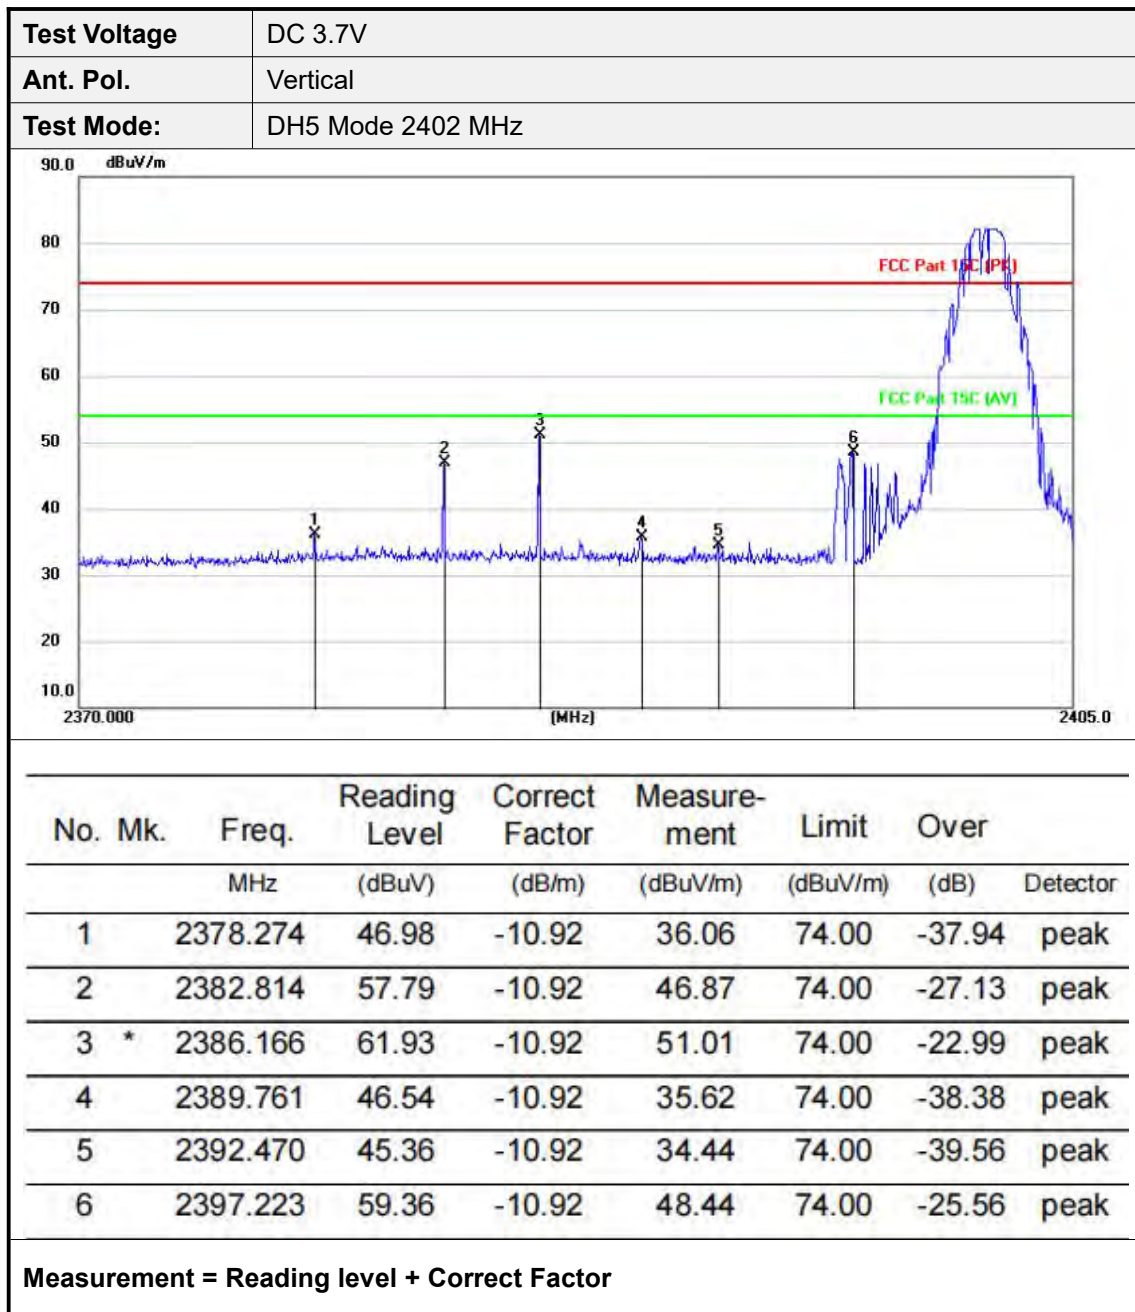 Test Voltage DC 3.7V
Ant. Pol. Vertical
Test Mode: DH5 Mode 2402 MHz
90.0 dBuV/m
80
FCC Part 15C (PK)
70
60
FCC Part 15C (AV)
50
3
2
6
40
1
4
5
30
20
10.0
2370.000 (MHz) 2405.0
No. Mk. Freq. Reading Level Correct Factor Measure-ment Limit Over
MHz (dBuV) (dB/m) (dBuV/m) (dBuV/m) (dB) Detector
1 2378.274 46.98 -10.92 36.06 74.00 -37.94 peak
2 2382.814 57.79 -10.92 46.87 74.00 -27.13 peak
3 * 2386.166 61.93 -10.92 51.01 74.00 -22.99 peak
4 2389.761 46.54 -10.92 35.62 74.00 -38.38 peak
5 2392.470 45.36 -10.92 34.44 74.00 -39.56 peak
6 2397.223 59.36 -10.92 48.44 74.00 -25.56 peak
Measurement = Reading level + Correct Factor